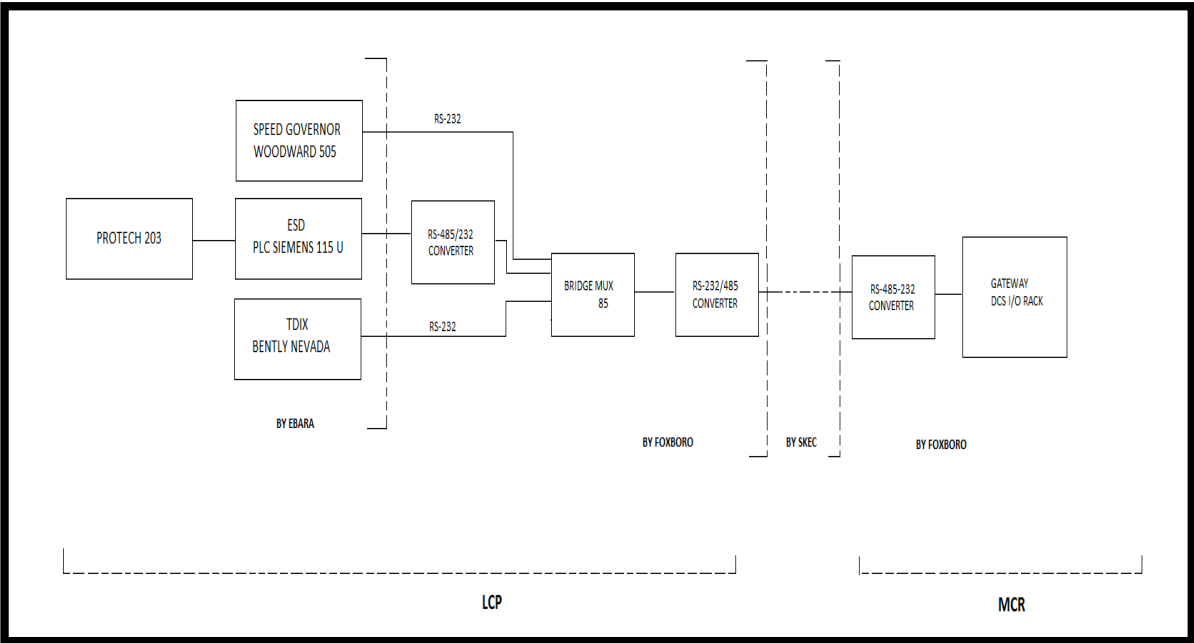 SPEED GOVERNOR
WOODWARD 505
RS-232
PROTECH 203
ESD
PLC SIEMENS 115 U
RS-485/232
CONVERTER
BRIDGE MUX
85
RS-232/485
CONVERTER
RS-485-232
CONVERTER
GATEWAY
DCS I/O RACK
TDIX
BENTLY NEVADA
RS-232
BY EBARA
BY FOXBORO
BY SKEC
BY FOXBORO
LCP
MCR